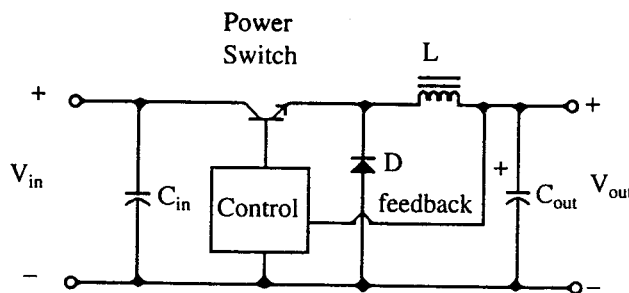 Power
Switch
L
+
+
V_in
C_in
Control
D
feedback
+
C_out
V_out
−
−